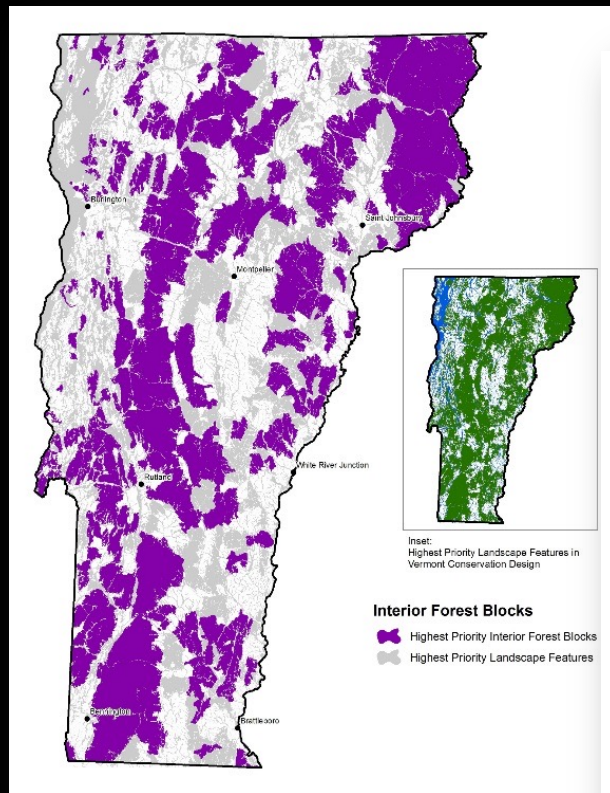 Burlington
Saint Johnsbury
Montpelier
White River Junction
Rutland
Bennington
Brattleboro
Inset:
Highest Priority Landscape Features in
Vermont Conservation Design
Interior Forest Blocks
Highest Priority Interior Forest Blocks
Highest Priority Landscape Features